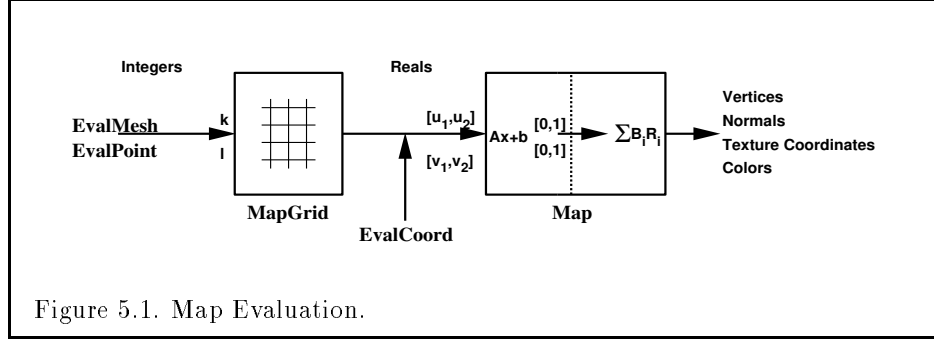 Integers
Reals
EvalMesh
EvalPoint
k
l
MapGrid
[u₁,u₂]
[v₁,v₂]
EvalCoord
Ax+b
[0,1]
[0,1]
∑BᵢRᵢ
Map
Vertices
Normals
Texture Coordinates
Colors
Figure 5.1. Map Evaluation.